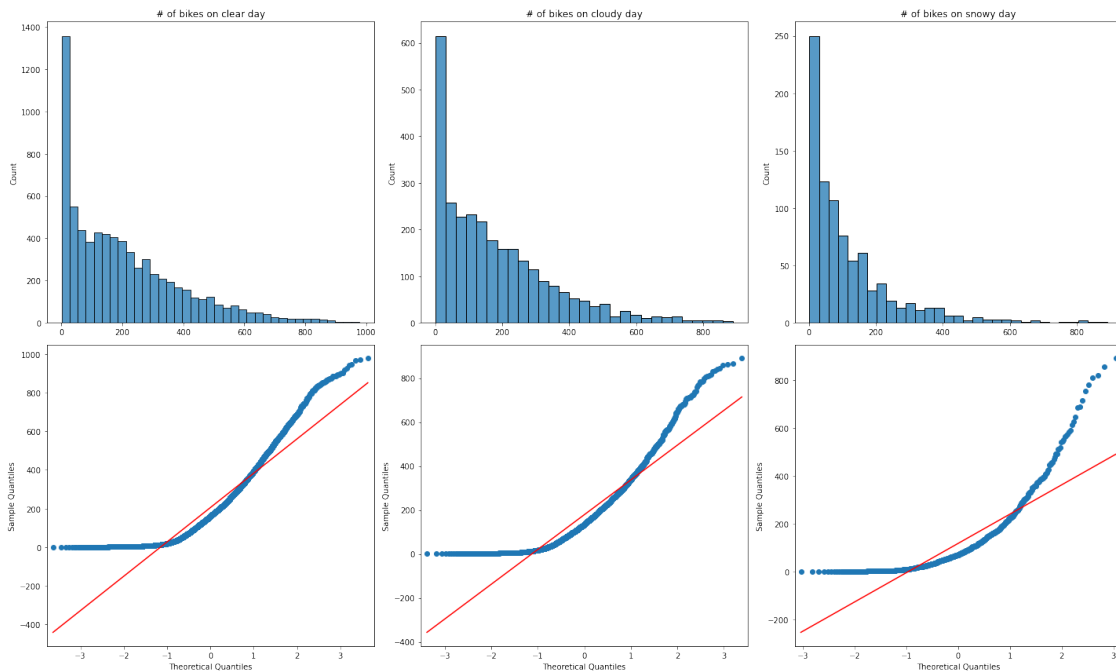 # of bikes on clear day
1400
1200
1000
800
600
400
200
0
Count
0 200 400 600 800 1000
# of bikes on cloudy day
600
500
400
300
200
100
0
Count
0 200 400 600 800
# of bikes on snowy day
250
200
150
100
50
0
Count
0 200 400 600 800
1000
800
600
400
200
0
−200
−400
Sample Quantiles
−3 −2 −1 0 1 2 3
Theoretical Quantiles
800
600
400
200
0
−200
−400
Sample Quantiles
−3 −2 −1 0 1 2 3
Theoretical Quantiles
800
600
400
200
0
−200
Sample Quantiles
−3 −2 −1 0 1 2 3
Theoretical Quantiles